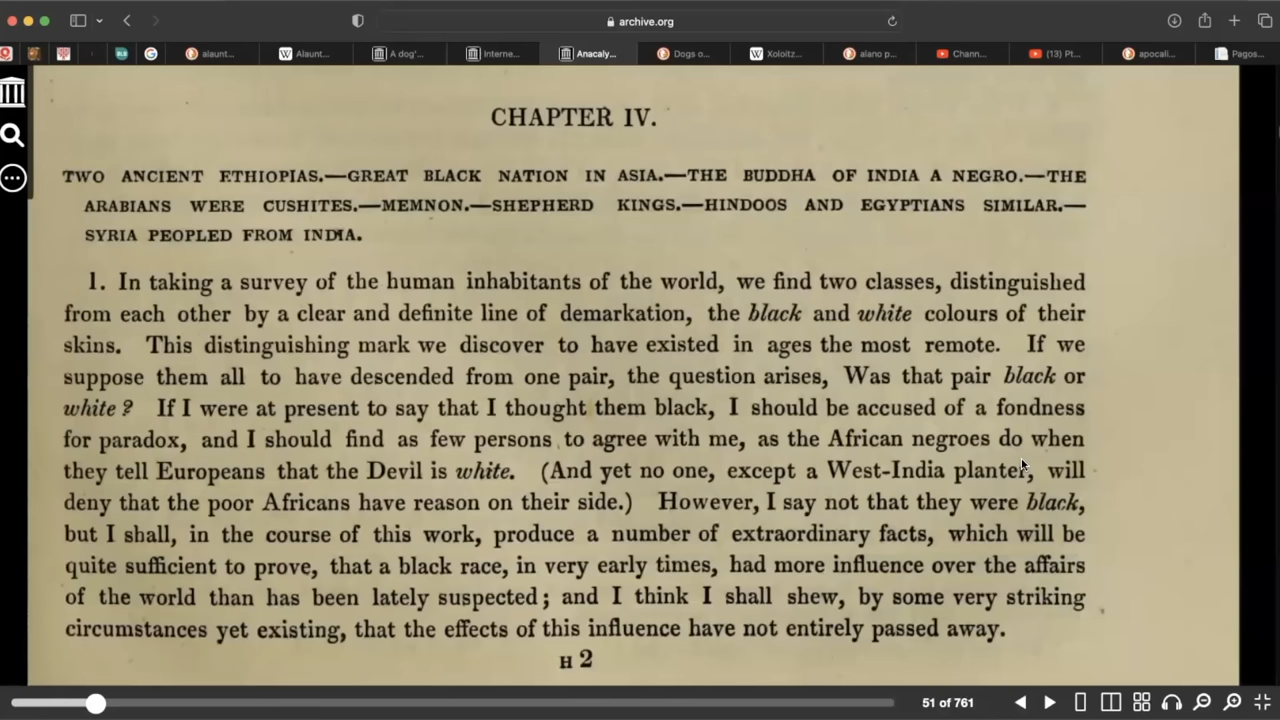 archive.org
alaunt...
Alaunt...
A dog'...
Interne...
Anacaly...
Dogs o...
Xoloitz...
alano p...
Chann...
(13) Pt...
apocali...
Pagos...
CHAPTER IV.
TWO ANCIENT ETHIOPIAS.—GREAT BLACK NATION IN ASIA.—THE BUDDHA OF INDIA A NEGRO.—THE
ARABIANS WERE CUSHITES.—MEMNON.—SHEPHERD KINGS.—HINDOOS AND EGYPTIANS SIMILAR.—
SYRIA PEOPLED FROM INDIA.
1. In taking a survey of the human inhabitants of the world, we find two classes, distinguished
from each other by a clear and definite line of demarkation, the black and white colours of their
skins. This distinguishing mark we discover to have existed in ages the most remote. If we
suppose them all to have descended from one pair, the question arises, Was that pair black or
white? If I were at present to say that I thought them black, I should be accused of a fondness
for paradox, and I should find as few persons to agree with me, as the African negroes do when
they tell Europeans that the Devil is white. (And yet no one, except a West-India planter, will
deny that the poor Africans have reason on their side.) However, I say not that they were black,
but I shall, in the course of this work, produce a number of extraordinary facts, which will be
quite sufficient to prove, that a black race, in very early times, had more influence over the affairs
of the world than has been lately suspected; and I think I shall shew, by some very striking
circumstances yet existing, that the effects of this influence have not entirely passed away.
H 2
51 of 761